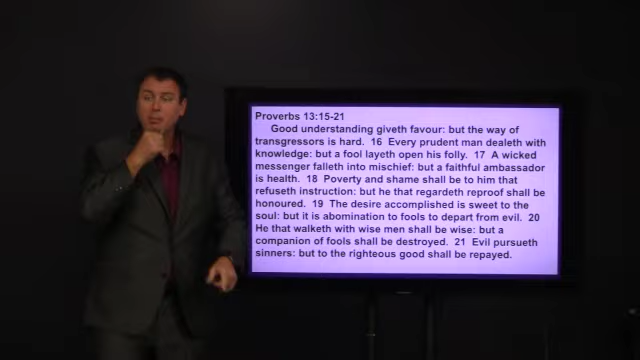 Proverbs 13:15-21
Good understanding giveth favour: but the way of
transgressors is hard.  16  Every prudent man dealeth with
knowledge: but a fool layeth open his folly.  17  A wicked
messenger falleth into mischief: but a faithful ambassador
is health.  18  Poverty and shame shall be to him that
refuseth instruction: but he that regardeth reproof shall be
honoured.  19  The desire accomplished is sweet to the
soul: but it is abomination to fools to depart from evil.  20
He that walketh with wise men shall be wise: but a
companion of fools shall be destroyed.  21  Evil pursueth
sinners: but to the righteous good shall be repayed.